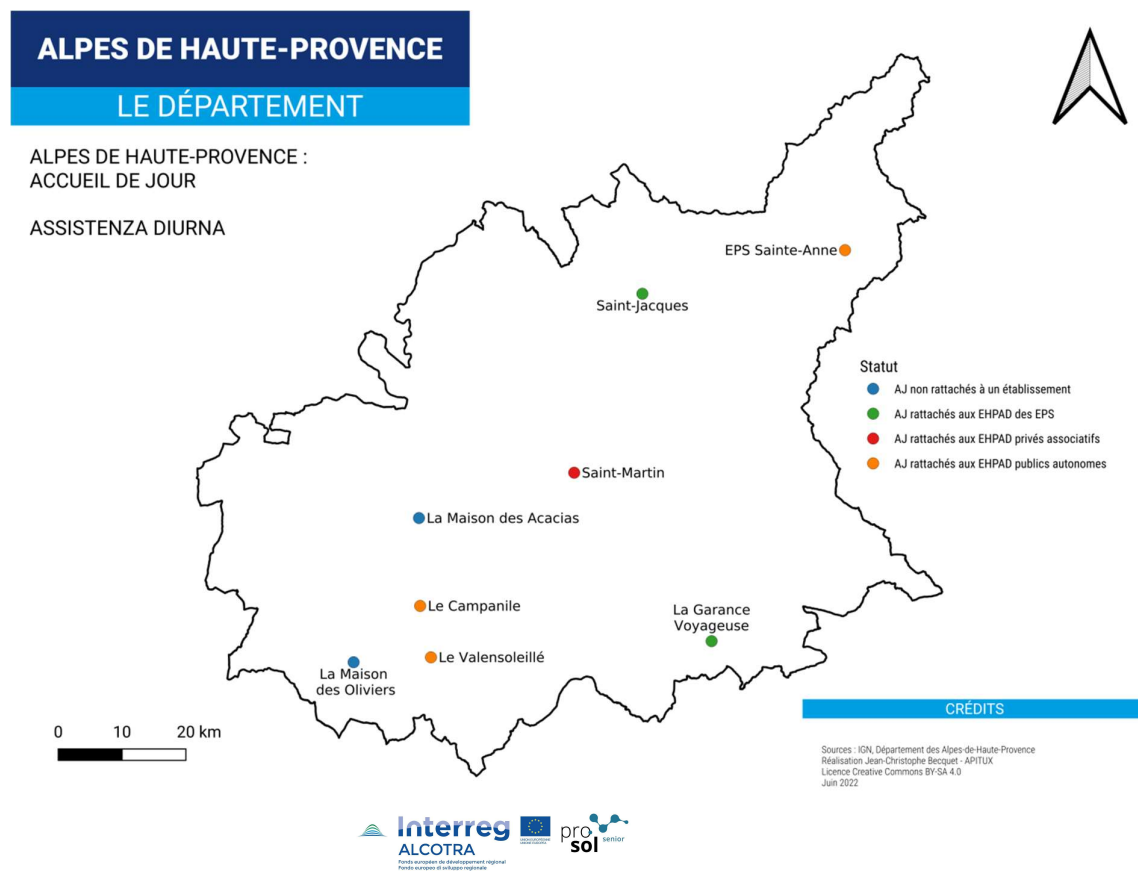 ALPES DE HAUTE-PROVENCE
LE DÉPARTEMENT
ALPES DE HAUTE-PROVENCE :
ACCUEIL DE JOUR
ASSISTENZA DIURNA
EPS Sainte-Anne
Saint-Jacques
Statut
AJ non rattachés à un établissement
AJ rattachés aux EHPAD des EPS
AJ rattachés aux EHPAD privés associatifs
AJ rattachés aux EHPAD publics autonomes
Saint-Martin
La Maison des Acacias
Le Campanile
La Garance
Voyageuse
Le Valensoleillé
La Maison
des Oliviers
0 10 20 km
CRÉDITS
Sources : IGN, Département des Alpes-de-Haute-Provence
Réalisation Jean-Christophe Becquet - APITUX
Licence Creative Commons BY-SA 4.0
Juin 2022
Interreg
ALCOTRA
Fonds européen de développement régional
Fondo europeo di sviluppo regionale
UNION EUROPÉENNE
UNIONE EUROPEA
pro
sol
senior